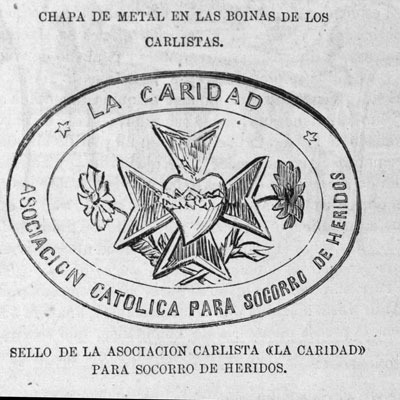 CHAPA DE METAL EN LAS BOINAS DE LOS
CARLISTAS.
LA CARIDAD
ASOCIACION CATOLICA PARA SOCORRO DE HERIDOS
SELLO DE LA ASOCIACION CARLISTA «LA CARIDAD»
PARA SOCORRO DE HERIDOS.